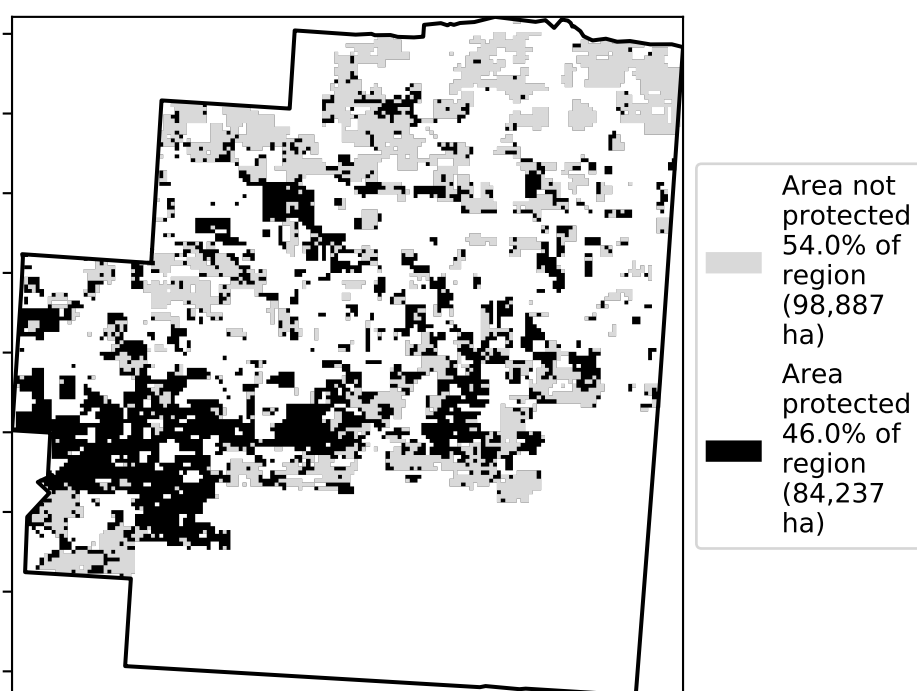 Area not
protected
54.0% of
region
(98,887
ha)
Area
protected
46.0% of
region
(84,237
ha)